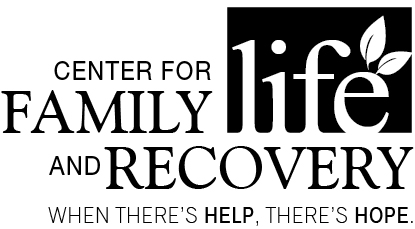 CENTER FOR
FAMILY life
AND RECOVERY
WHEN THERE'S HELP, THERE'S HOPE.